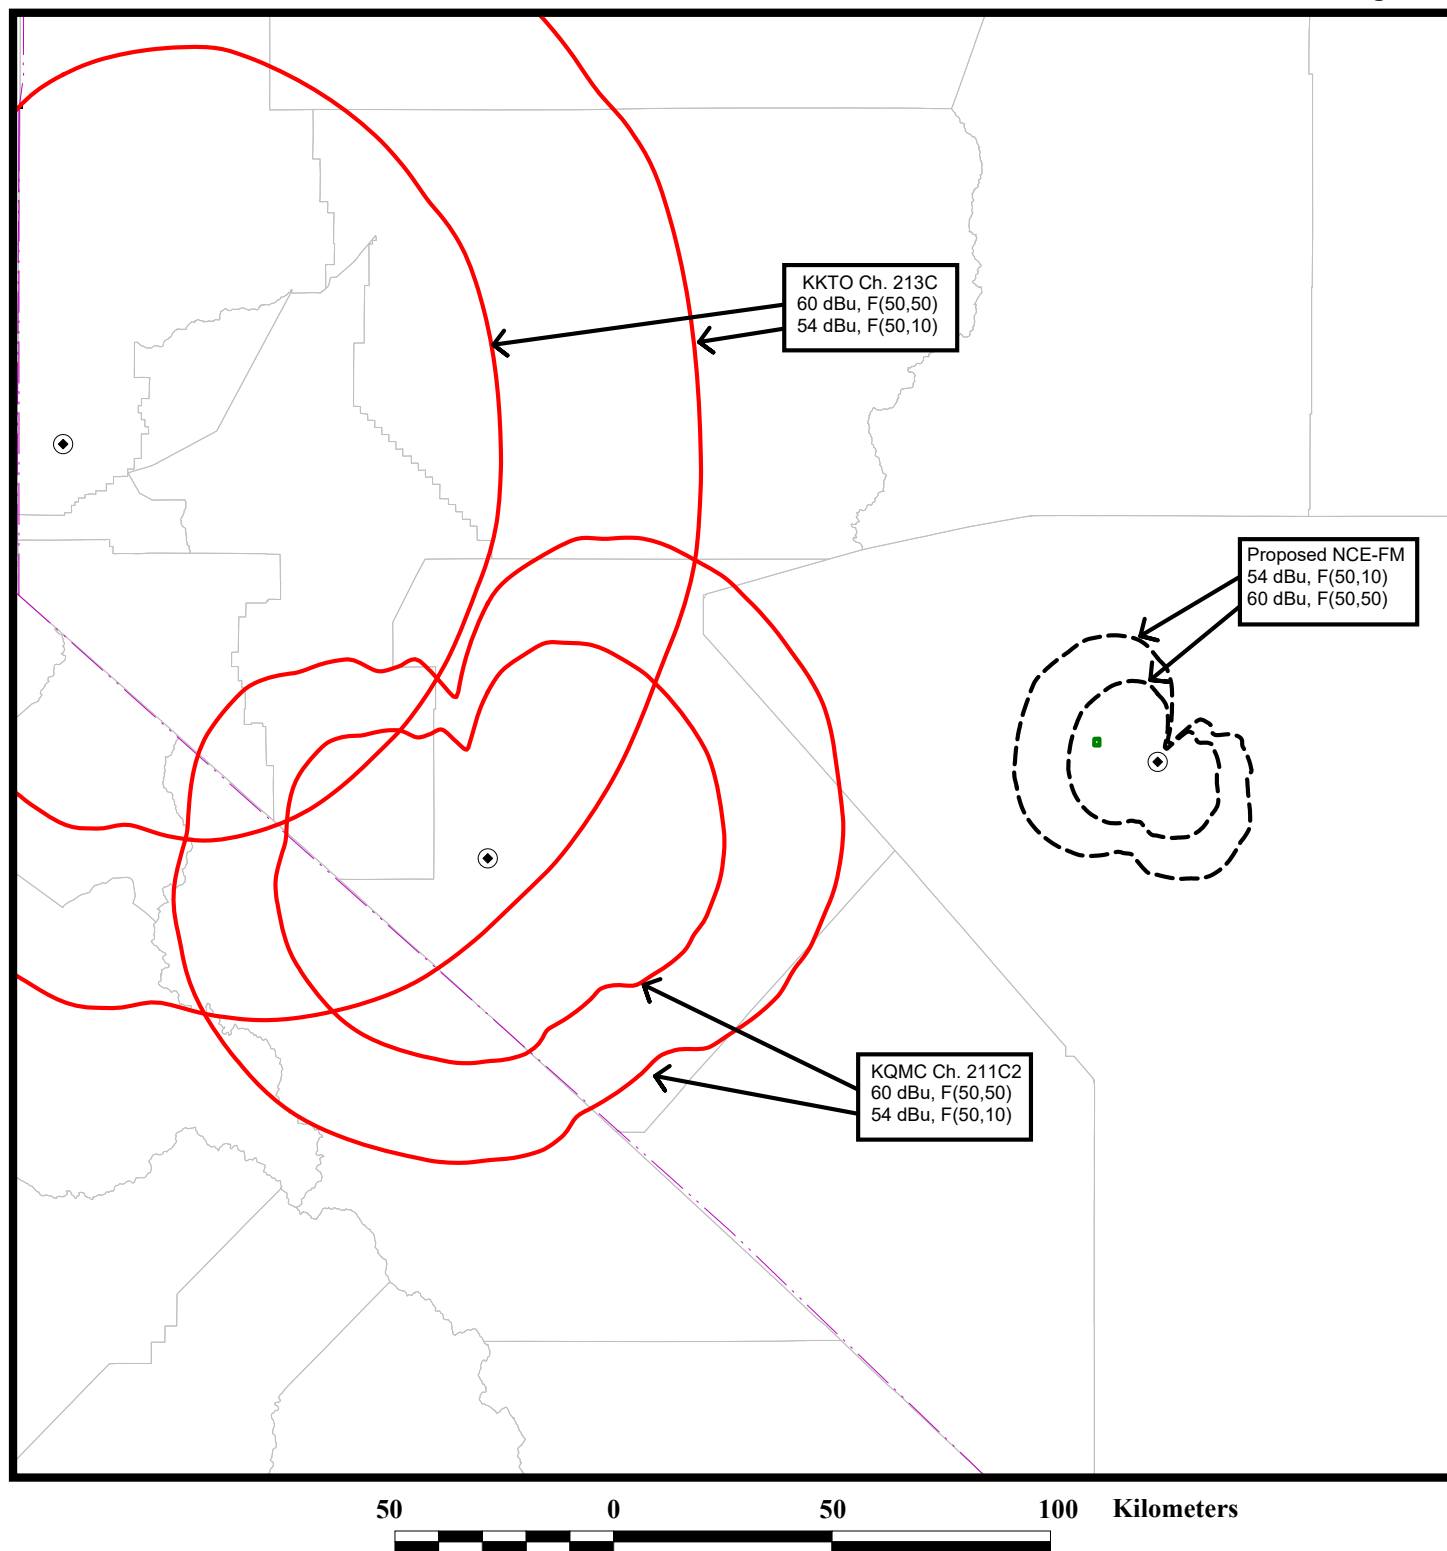 KKTO Ch. 213C
60 dBu, F(50,50)
54 dBu, F(50,10)
Proposed NCE-FM
54 dBu, F(50,10)
60 dBu, F(50,50)
KQMC Ch. 211C2
60 dBu, F(50,50)
54 dBu, F(50,10)
50 0 50 100 Kilometers